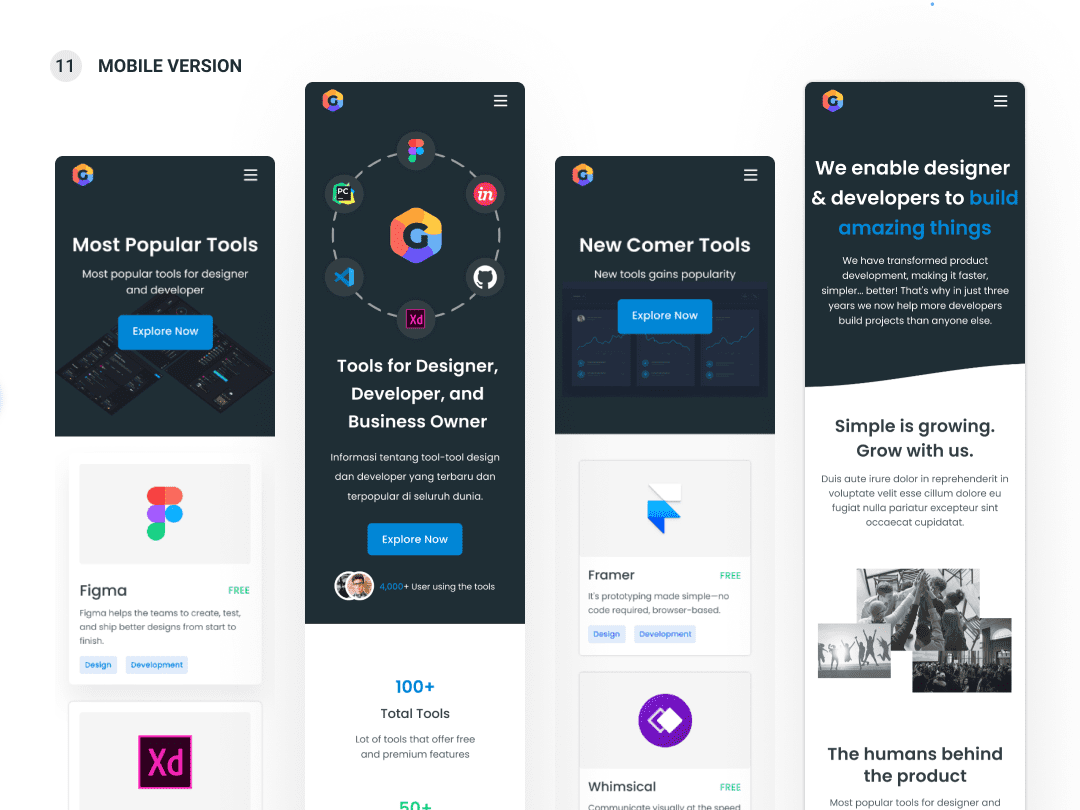 11 MOBILE VERSION
Most Popular Tools
Most popular tools for designer
and developer
Explore Now
Figma FREE
Figma helps the teams to create, test,
and ship better designs from start to
finish.
Design Development
Xd
G
PC
in
Xd
Tools for Designer,
Developer, and
Business Owner
Informasi tentang tool-tool design
dan developer yang terbaru dan
terpopular di seluruh dunia.
Explore Now
4,000+ User using the tools
100+
Total Tools
Lot of tools that offer free
and premium features
50+
New Comer Tools
New tools gains popularity
Explore Now
Framer FREE
It's prototyping made simple—no
code required, browser-based.
Design Development
Whimsical FREE
Communicate visually at the speed
We enable designer
& developers to build
amazing things
We have transformed product
development, making it faster,
simpler... better! That's why in just three
years we now help more developers
build projects than anyone else.
Simple is growing.
Grow with us.
Duis aute irure dolor in reprehenderit in
voluptate velit esse cillum dolore eu
fugiat nulla pariatur excepteur sint
occaecat cupidatat.
The humans behind
the product
Most popular tools for designer and